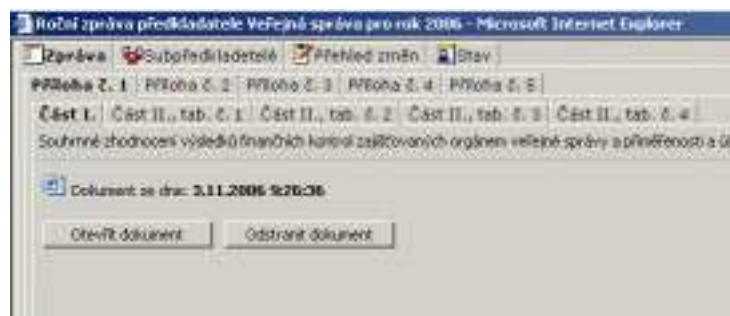 Roční zpráva předkladatele Veřejná správa pro rok 2006 - Microsoft Internet Explorer
Zpráva Subpředkladatelé Přehled změn Stav
Příloha č. 1 Příloha č. 2 Příloha č. 3 Příloha č. 4 Příloha č. 5
Část I. Část II., tab. č. 1 Část II., tab. č. 2 Část II., tab. č. 3 Část II., tab. č. 4
Souhrnné zhodnocení výsledků finančních kontrol zajišťovaných orgánem veřejné správy a přiměřenosti a
Dokument ze dne: 3.11.2006 9:26:36
Otevřít dokument Odstranit dokument